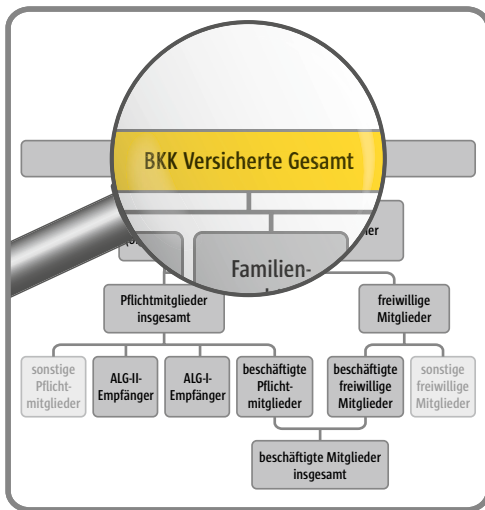 BKK Versicherte Gesamt
Familien-
Pflichtmitglieder
insgesamt
freiwillige
Mitglieder
sonstige
Pflicht-
mitglieder
ALG-II-
Empfänger
ALG-I-
Empfänger
beschäftigte
Pflicht-
mitglieder
beschäftigte
freiwillige
Mitglieder
sonstige
freiwillige
Mitglieder
beschäftigte Mitglieder
insgesamt